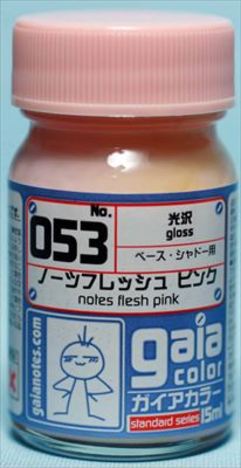 No.
053
光沢
gloss
ベース・シャドー用
ノーツフレッシュ ピンク
notes flesh pink
gaianotes.com
gaia
color
ガイアカラー
standard series 15ml